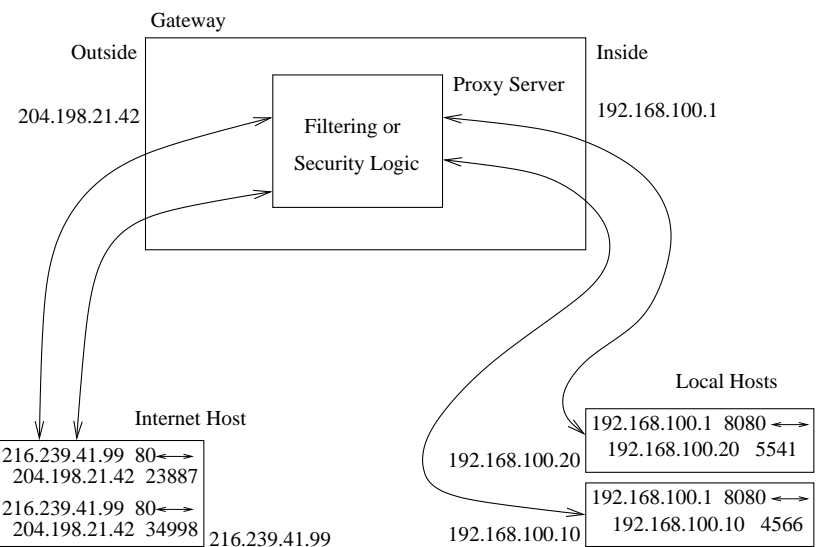 Gateway
Outside
Inside
Proxy Server
204.198.21.42
192.168.100.1
Filtering or
Security Logic
Local Hosts
Internet Host
192.168.100.1 8080
192.168.100.20 5541
192.168.100.20
216.239.41.99 80
204.198.21.42 23887
216.239.41.99 80
204.198.21.42 34998
216.239.41.99
192.168.100.1 8080
192.168.100.10 4566
192.168.100.10